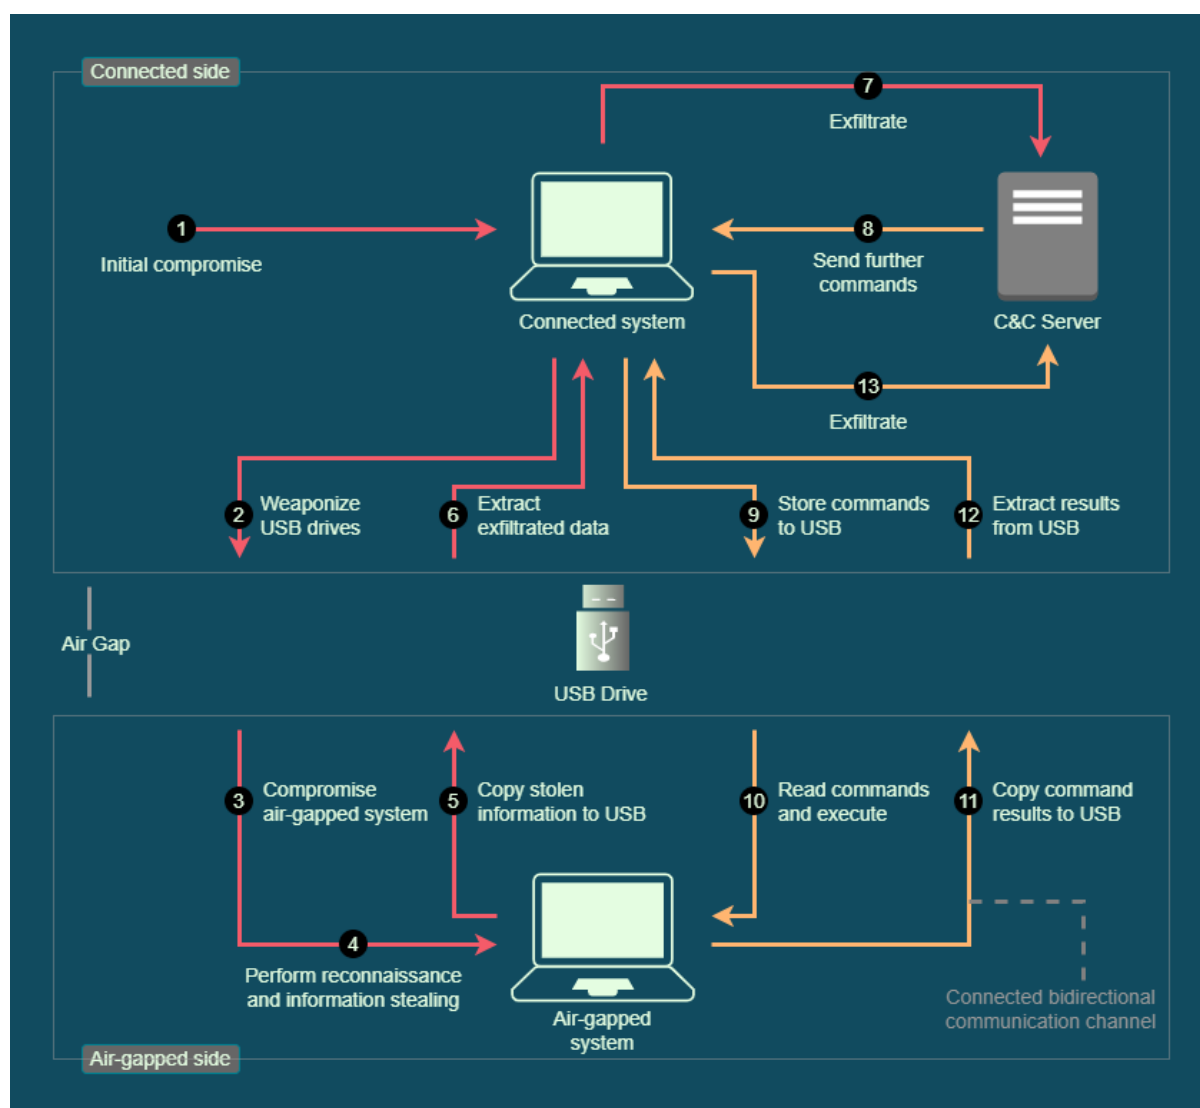 Connected side
7
Exfiltrate
1
Initial compromise
8
Send further
commands
Connected system
C&C Server
13
Exfiltrate
2
Weaponize
USB drives
6
Extract
exfiltrated data
9
Store commands
to USB
12
Extract results
from USB
Air Gap
USB Drive
3
Compromise
air-gapped system
5
Copy stolen
information to USB
10
Read commands
and execute
11
Copy command
results to USB
4
Perform reconnaissance
and information stealing
Air-gapped
system
Connected bidirectional
communication channel
Air-gapped side